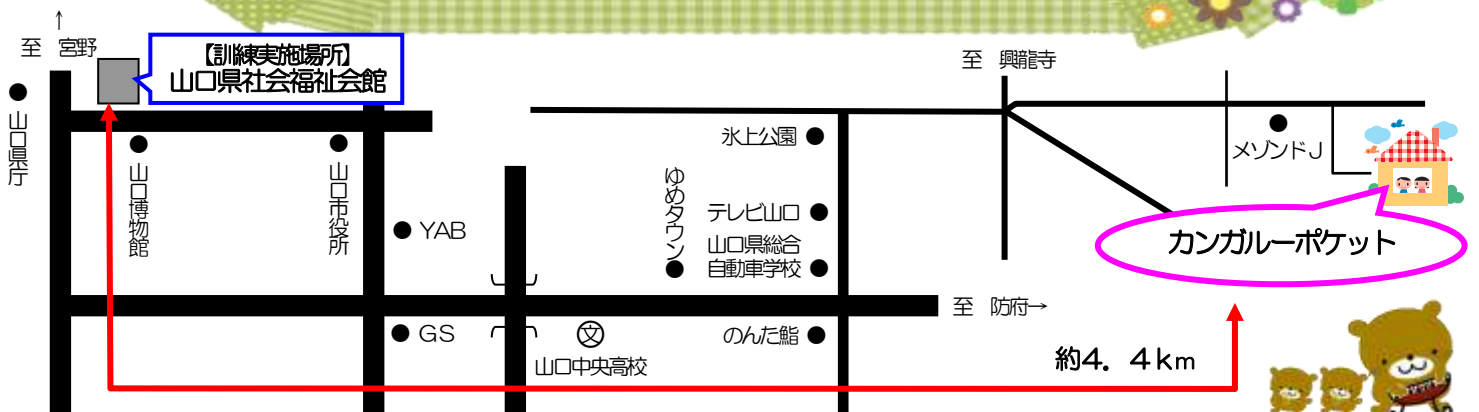 ↑
至 宮野
【訓練実施場所】
山口県社会福祉会館
山口県庁
山口博物館
山口市役所
YAB
GS
文
山口中央高校
ゆめタウン
氷上公園
テレビ山口
山口県総合
自動車学校
のんた鮨
至 興龍寺
メゾンドJ
カンガルーポケット
至 防府→
約4．4km